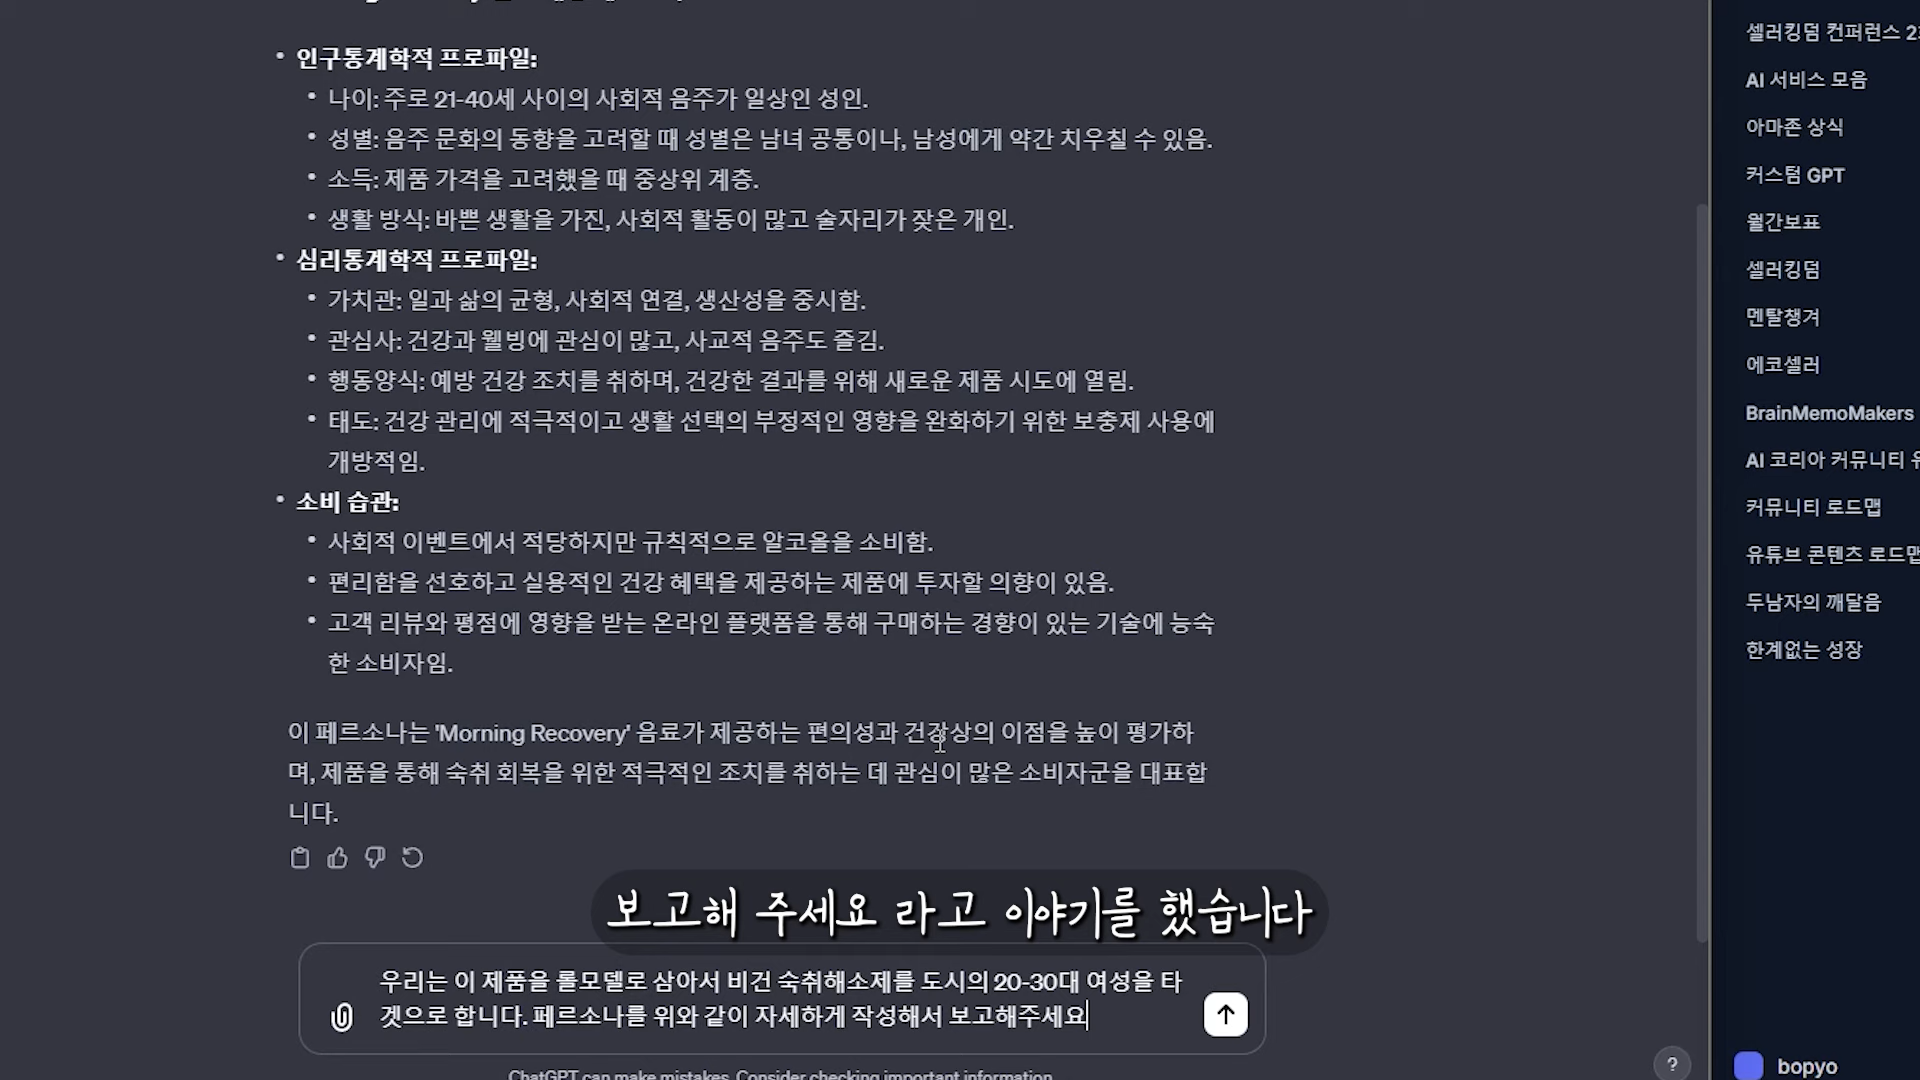 • 인구통계학적 프로파일:
• 나이: 주로 21-40세 사이의 사회적 음주가 일상인 성인.
• 성별: 음주 문화의 동향을 고려할 때 성별은 남녀 공통이나, 남성에게 약간 치우칠 수 있음.
• 소득: 제품 가격을 고려했을 때 중상위 계층.
• 생활 방식: 바쁜 생활을 가진, 사회적 활동이 많고 술자리가 잦은 개인.
• 심리통계학적 프로파일:
• 가치관: 일과 삶의 균형, 사회적 연결, 생산성을 중시함.
• 관심사: 건강과 웰빙에 관심이 많고, 사교적 음주도 즐김.
• 행동양식: 예방 건강 조치를 취하며, 건강한 결과를 위해 새로운 제품 시도에 열림.
• 태도: 건강 관리에 적극적이고 생활 선택의 부정적인 영향을 완화하기 위한 보충제 사용에
개방적임.
• 소비 습관:
• 사회적 이벤트에서 적당하지만 규칙적으로 알코올을 소비함.
• 편리함을 선호하고 실용적인 건강 혜택을 제공하는 제품에 투자할 의향이 있음.
• 고객 리뷰와 평점에 영향을 받는 온라인 플랫폼을 통해 구매하는 경향이 있는 기술에 능숙
한 소비자임.
이 페르소나는 'Morning Recovery' 음료가 제공하는 편의성과 건강상의 이점을 높이 평가하
며, 제품을 통해 숙취 회복을 위한 적극적인 조치를 취하는 데 관심이 많은 소비자군을 대표합
니다.
보고해 주세요 라고 이야기를 했습니다
우리는 이 제품을 롤모델로 삼아서 비건 숙취해소제를 도시의 20-30대 여성을 타
겟으로 합니다. 페르소나를 위와 같이 자세하게 작성해서 보고해주세요
ChatGPT can make mistakes. Consider checking important information.
셀러킹덤 컨퍼런스
AI 서비스 모음
아마존 상식
커스텀 GPT
월간보표
셀러킹덤
멘탈챙겨
에코셀러
BrainMemoMakers
AI 코리아 커뮤니티
커뮤니티 로드맵
유튜브 콘텐츠 로드맵
두남자의 깨달음
한계없는 성장
?
bopyo